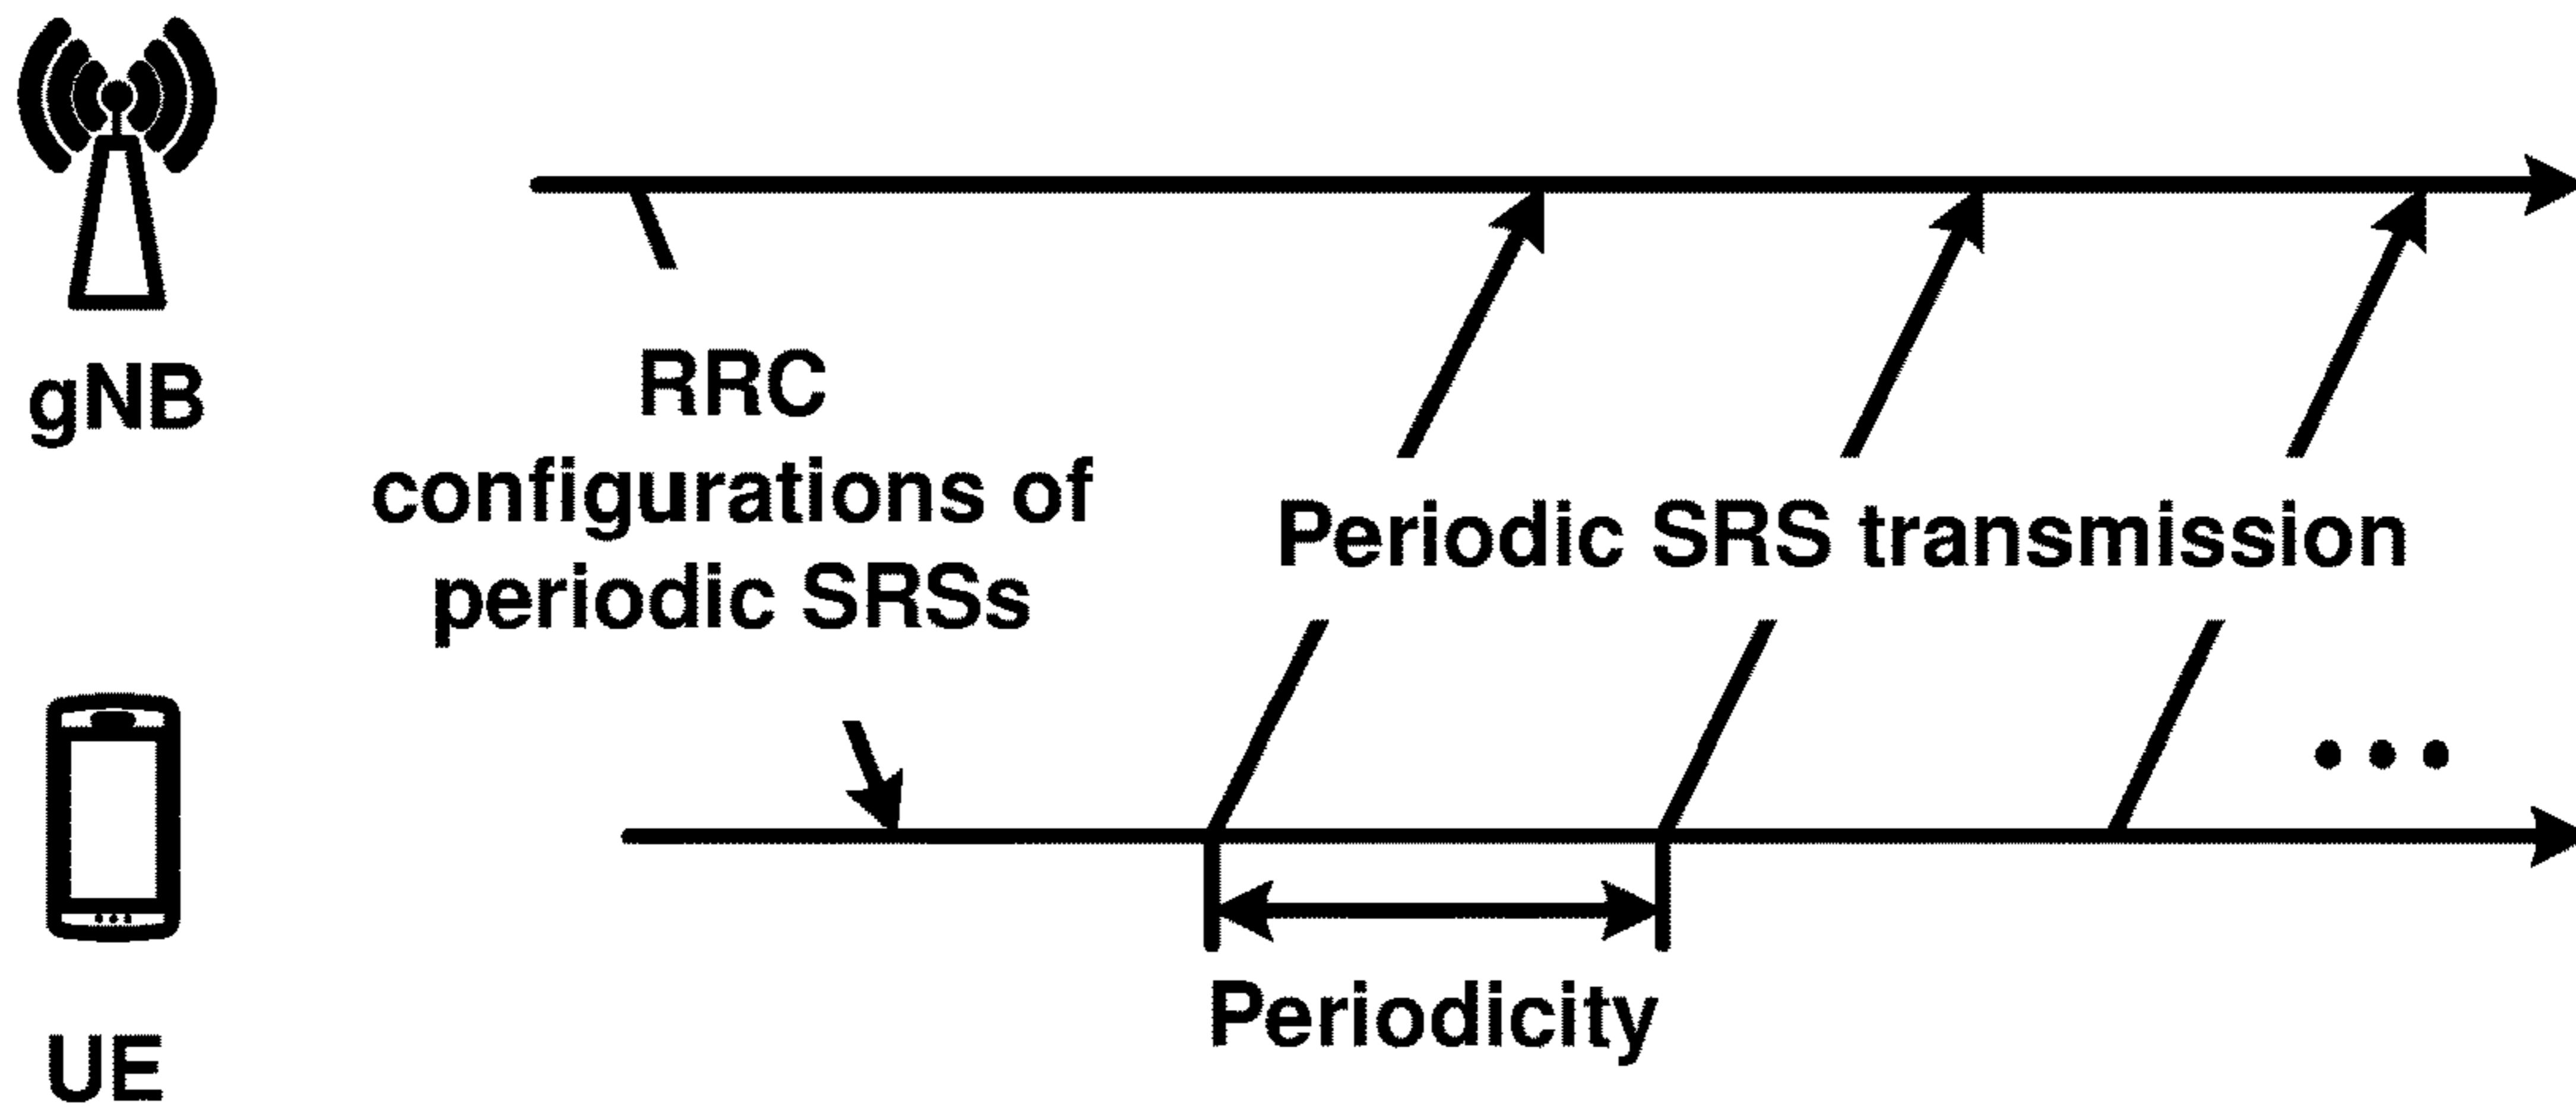 gNB
RRC
configurations of
periodic SRSs
Periodic SRS transmission
Periodicity
UE